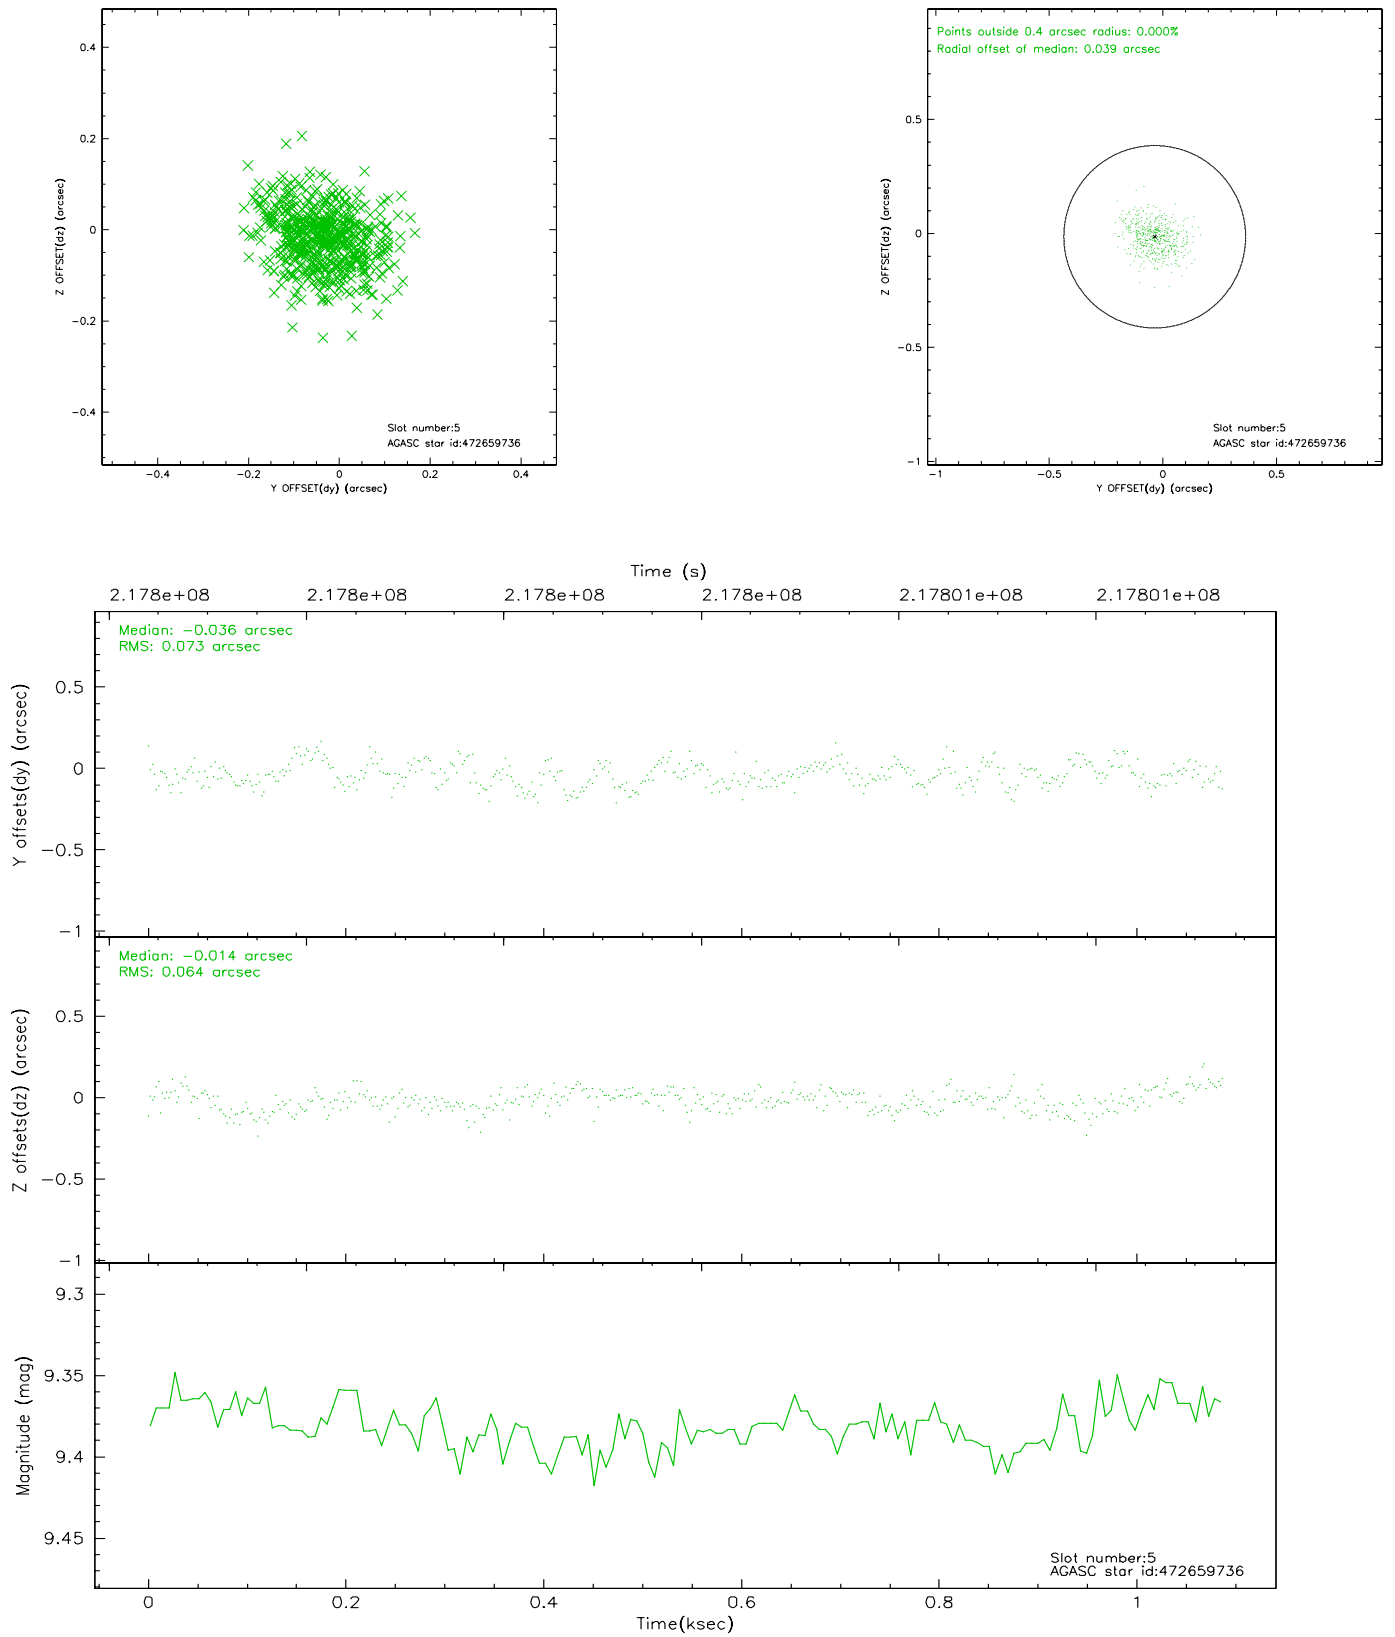 0.4
0.2
0
-0.2
-0.4
Z OFFSET(dz) (arcsec)
Slot number:5
AGASC star id:472659736
-0.4
-0.2
0
0.2
0.4
Y OFFSET(dy) (arcsec)
Points outside 0.4 arcsec radius: 0.000%
Radial offset of median: 0.039 arcsec
0.5
0
-0.5
-1
Z OFFSET(dz) (arcsec)
Slot number:5
AGASC star id:472659736
-1
-0.5
0
0.5
Y OFFSET(dy) (arcsec)
Time (s)
2.178e+08
2.178e+08
2.178e+08
2.178e+08
2.17801e+08
2.17801e+08
Median: -0.036 arcsec
RMS: 0.073 arcsec
0.5
0
-0.5
-1
Y offsets(dy) (arcsec)
Median: -0.014 arcsec
RMS: 0.064 arcsec
0.5
0
-0.5
-1
Z offsets(dz) (arcsec)
9.3
9.35
9.4
9.45
Magnitude (mag)
Slot number:5
AGASC star id:472659736
0
0.2
0.4
0.6
0.8
1
Time(ksec)